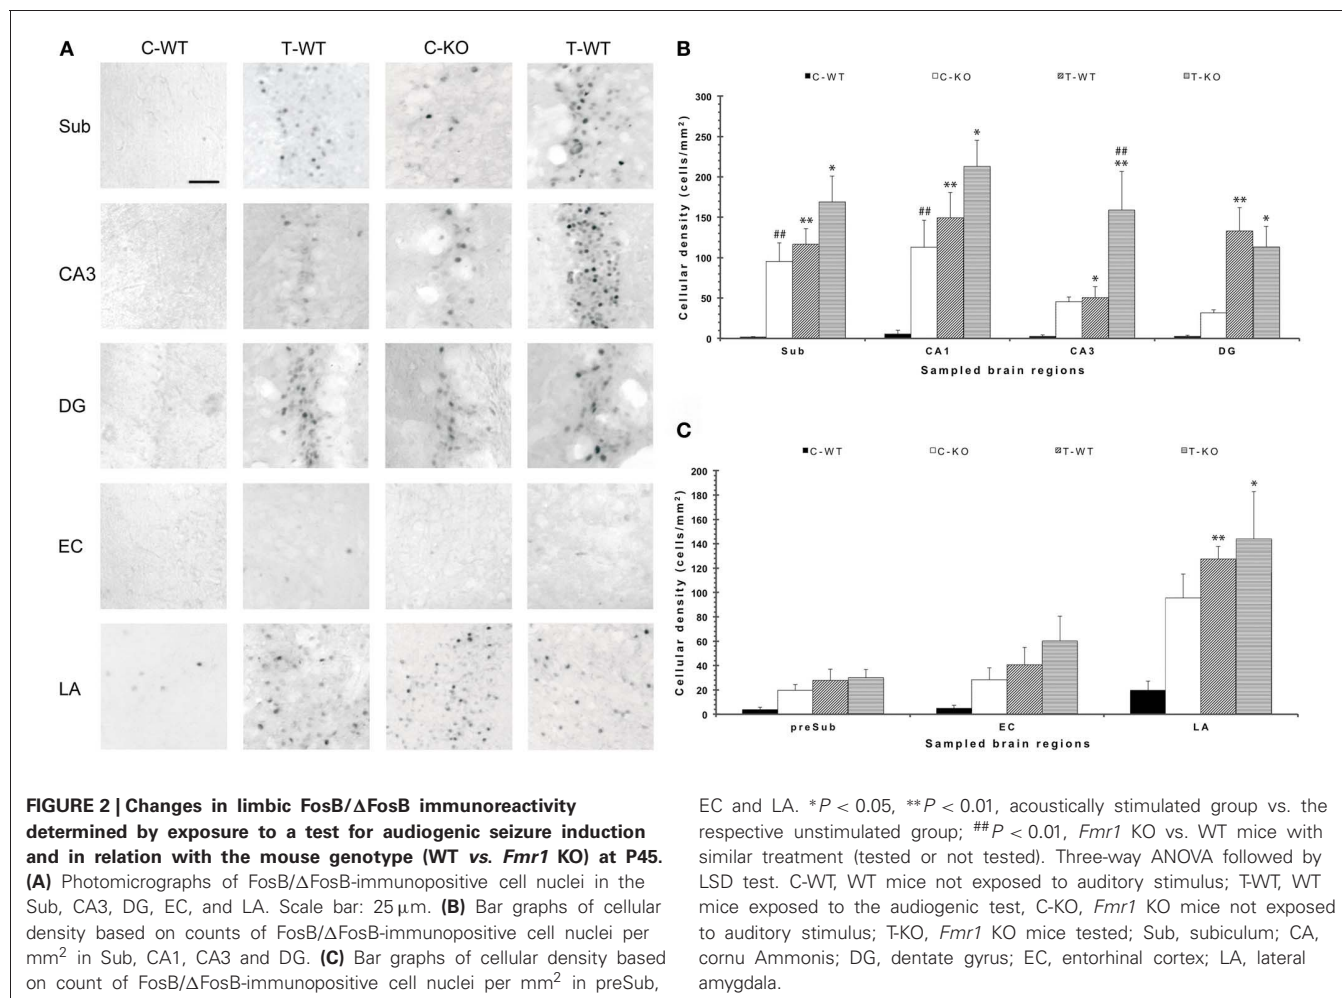 A
C-WT T-WT C-KO T-WT
Sub
CA3
DG
EC
LA
B
C-WT C-KO T-WT T-KO
Cellular density (cells/mm²)
300
250
200
150
100
50
0
## ** *
## ** *
* ## **
** *
Sub CA1 CA3 DG
Sampled brain regions
C
C-WT C-KO T-WT T-KO
Cellular density (cells/mm²)
200
180
160
140
120
100
80
60
40
20
0
** *
preSub EC LA
Sampled brain regions
FIGURE 2 | Changes in limbic FosB/ΔFosB immunoreactivity
determined by exposure to a test for audiogenic seizure induction
and in relation with the mouse genotype (WT vs. Fmr1 KO) at P45.
(A) Photomicrographs of FosB/ΔFosB-immunopositive cell nuclei in the
Sub, CA3, DG, EC, and LA. Scale bar: 25 μm. (B) Bar graphs of cellular
density based on counts of FosB/ΔFosB-immunopositive cell nuclei per
mm² in Sub, CA1, CA3 and DG. (C) Bar graphs of cellular density based
on count of FosB/ΔFosB-immunopositive cell nuclei per mm² in preSub,
EC and LA. *P < 0.05, **P < 0.01, acoustically stimulated group vs. the
respective unstimulated group; ##P < 0.01, Fmr1 KO vs. WT mice with
similar treatment (tested or not tested). Three-way ANOVA followed by
LSD test. C-WT, WT mice not exposed to auditory stimulus; T-WT, WT
mice exposed to the audiogenic test, C-KO, Fmr1 KO mice not exposed
to auditory stimulus; T-KO, Fmr1 KO mice tested; Sub, subiculum; CA,
cornu Ammonis; DG, dentate gyrus; EC, entorhinal cortex; LA, lateral
amygdala.